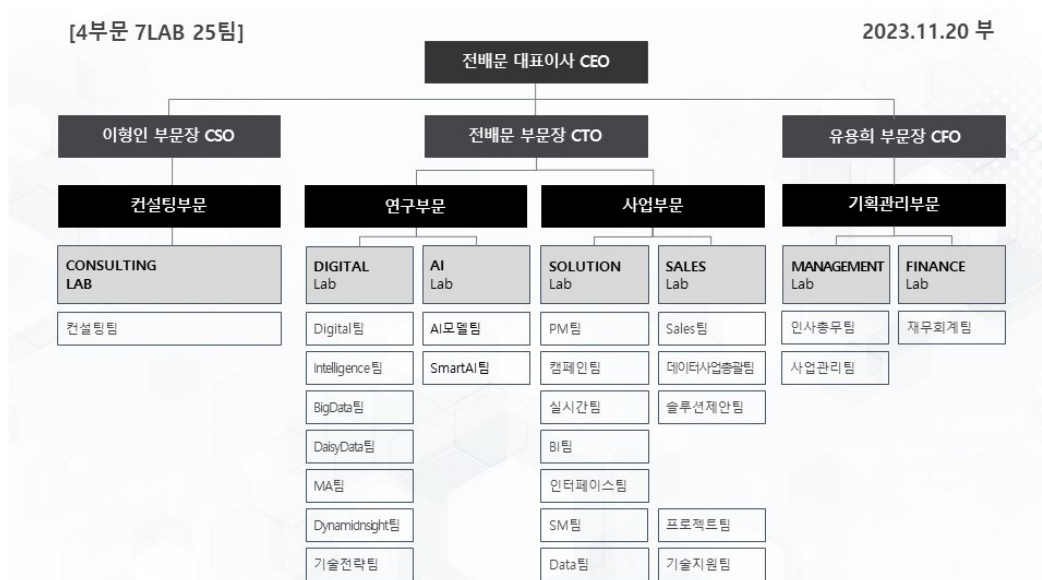 [4부문 7LAB 25팀]
2023.11.20 부
전배문 대표이사 CEO
이형인 부문장 CSO
전배문 부문장 CTO
유용희 부문장 CFO
컨설팅부문
연구부문
사업부문
기획관리부문
CONSULTING
LAB
DIGITAL
Lab
AI
Lab
SOLUTION
Lab
SALES
Lab
MANAGEMENT
Lab
FINANCE
Lab
컨설팅팀
Digital팀
AI모델팀
PM팀
Sales팀
인사총무팀
재무회계팀
Intelligence팀
SmartAI팀
캠페인팀
데이터사업총괄팀
사업관리팀
BigData팀
실시간팀
솔루션제안팀
DaisyData팀
BI팀
MA팀
인터페이스팀
DynamicInsight팀
SM팀
프로젝트팀
기술전략팀
Data팀
기술지원팀